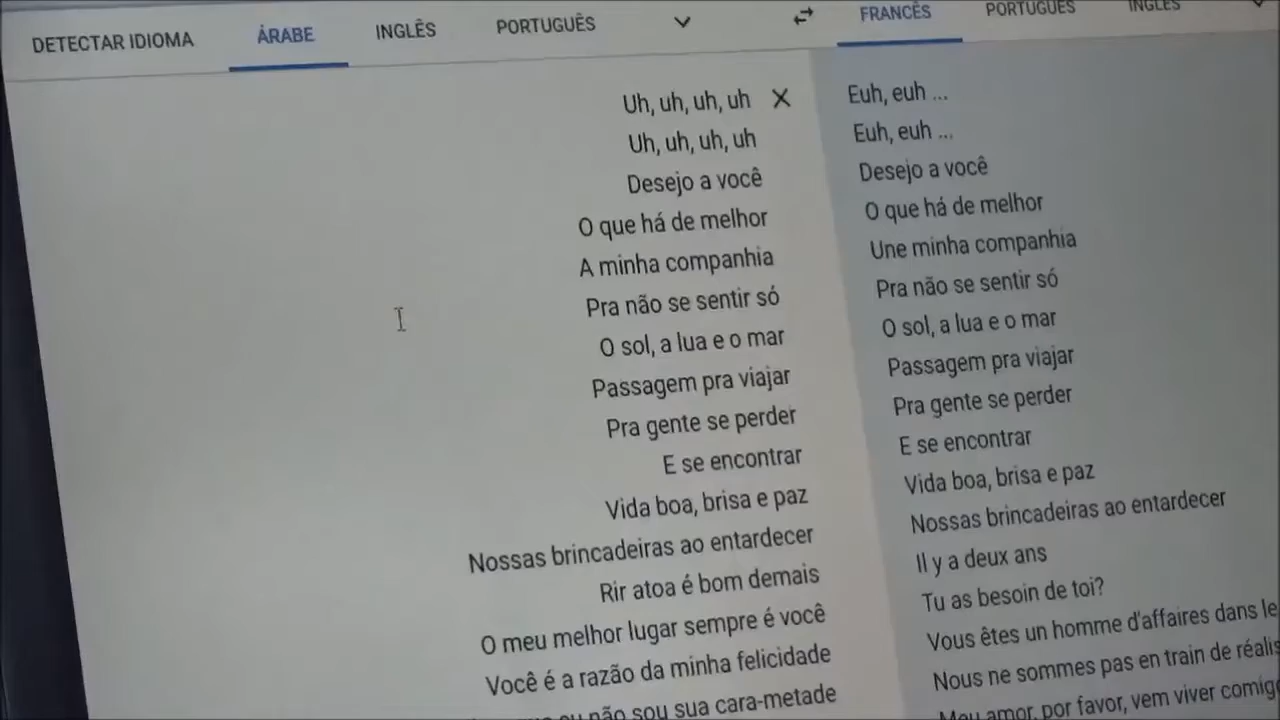 DETECTAR IDIOMA ÁRABE INGLÊS PORTUGUÊS FRANCÊS PORTUGUÊS INGLÊS
Uh, uh, uh, uh
Uh, uh, uh, uh
Desejo a você
O que há de melhor
A minha companhia
Pra não se sentir só
O sol, a lua e o mar
Passagem pra viajar
Pra gente se perder
E se encontrar
Vida boa, brisa e paz
Nossas brincadeiras ao entardecer
Rir atoa é bom demais
O meu melhor lugar sempre é você
Você é a razão da minha felicidade
eu não sou sua cara-metade
Euh, euh ...
Euh, euh ...
Desejo a você
O que há de melhor
Une minha companhia
Pra não se sentir só
O sol, a lua e o mar
Passagem pra viajar
Pra gente se perder
E se encontrar
Vida boa, brisa e paz
Nossas brincadeiras ao entardecer
Il y a deux ans
Tu as besoin de toi?
Vous êtes un homme d'affaires dans le
Nous ne sommes pas en train de réalis
Meu amor, por favor, vem viver comigo